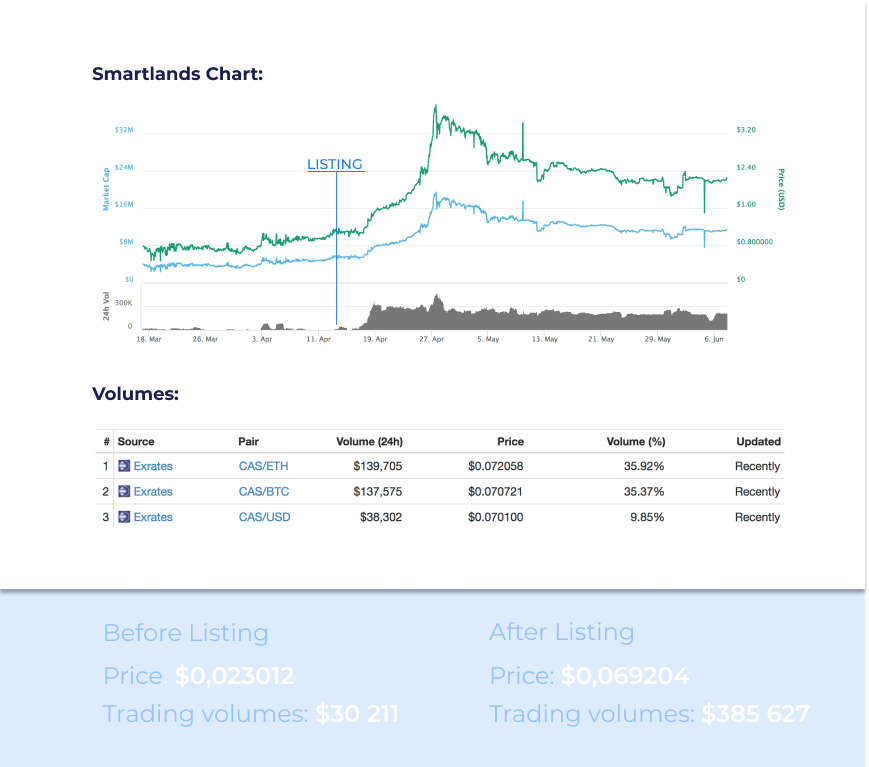 Smartlands Chart:
$32M
$3.20
LISTING
$24M
$2.40
Market Cap
Price (USD)
$16M
$1.60
$8M
$0.800000
$0
$0
24h Vol
300K
0
18. Mar 26. Mar 3. Apr 11. Apr 19. Apr 27. Apr 5. May 13. May 21. May 29. May 6. Jun
Volumes:
# Source Pair Volume (24h) Price Volume (%) Updated
1 Exrates CAS/ETH $139,705 $0.072058 35.92% Recently
2 Exrates CAS/BTC $137,575 $0.070721 35.37% Recently
3 Exrates CAS/USD $38,302 $0.070100 9.85% Recently
Before Listing
Price $0,023012
Trading volumes: $30 211
After Listing
Price: $0,069204
Trading volumes: $385 627